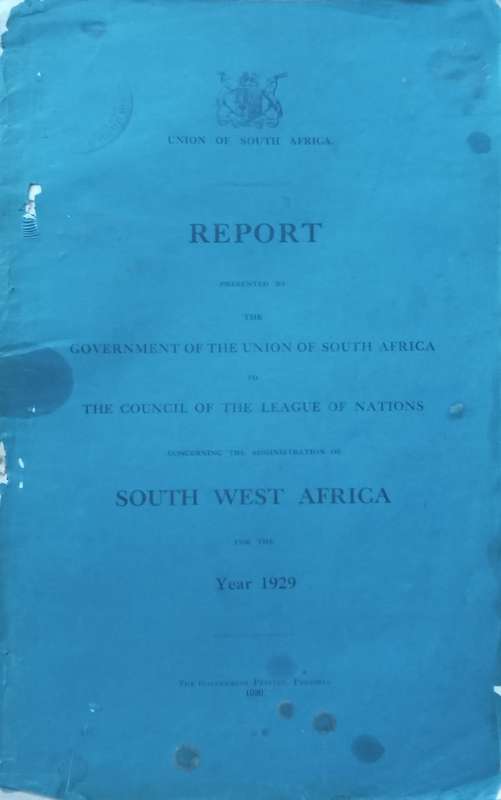 UNION OF SOUTH AFRICA.
REPORT
PRESENTED BY
THE
GOVERNMENT OF THE UNION OF SOUTH AFRICA
TO
THE COUNCIL OF THE LEAGUE OF NATIONS
CONCERNING THE ADMINISTRATION OF
SOUTH WEST AFRICA
FOR THE
Year 1929
THE GOVERNMENT PRINTER, PRETORIA
1930